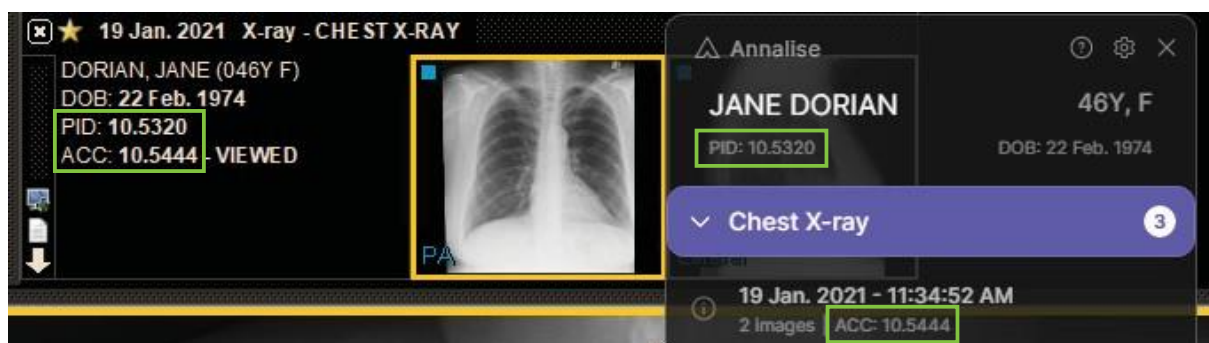 19 Jan. 2021 X-ray - CHEST X-RAY
DORIAN, JANE (046Y F)
DOB: 22 Feb. 1974
PID: 10.5320
ACC: 10.5444 - VIEWED
PA
Annalise
JANE DORIAN 46Y, F
PID: 10.5320 DOB: 22 Feb. 1974
Chest X-ray 3
19 Jan. 2021 - 11:34:52 AM
2 images | ACC: 10.5444